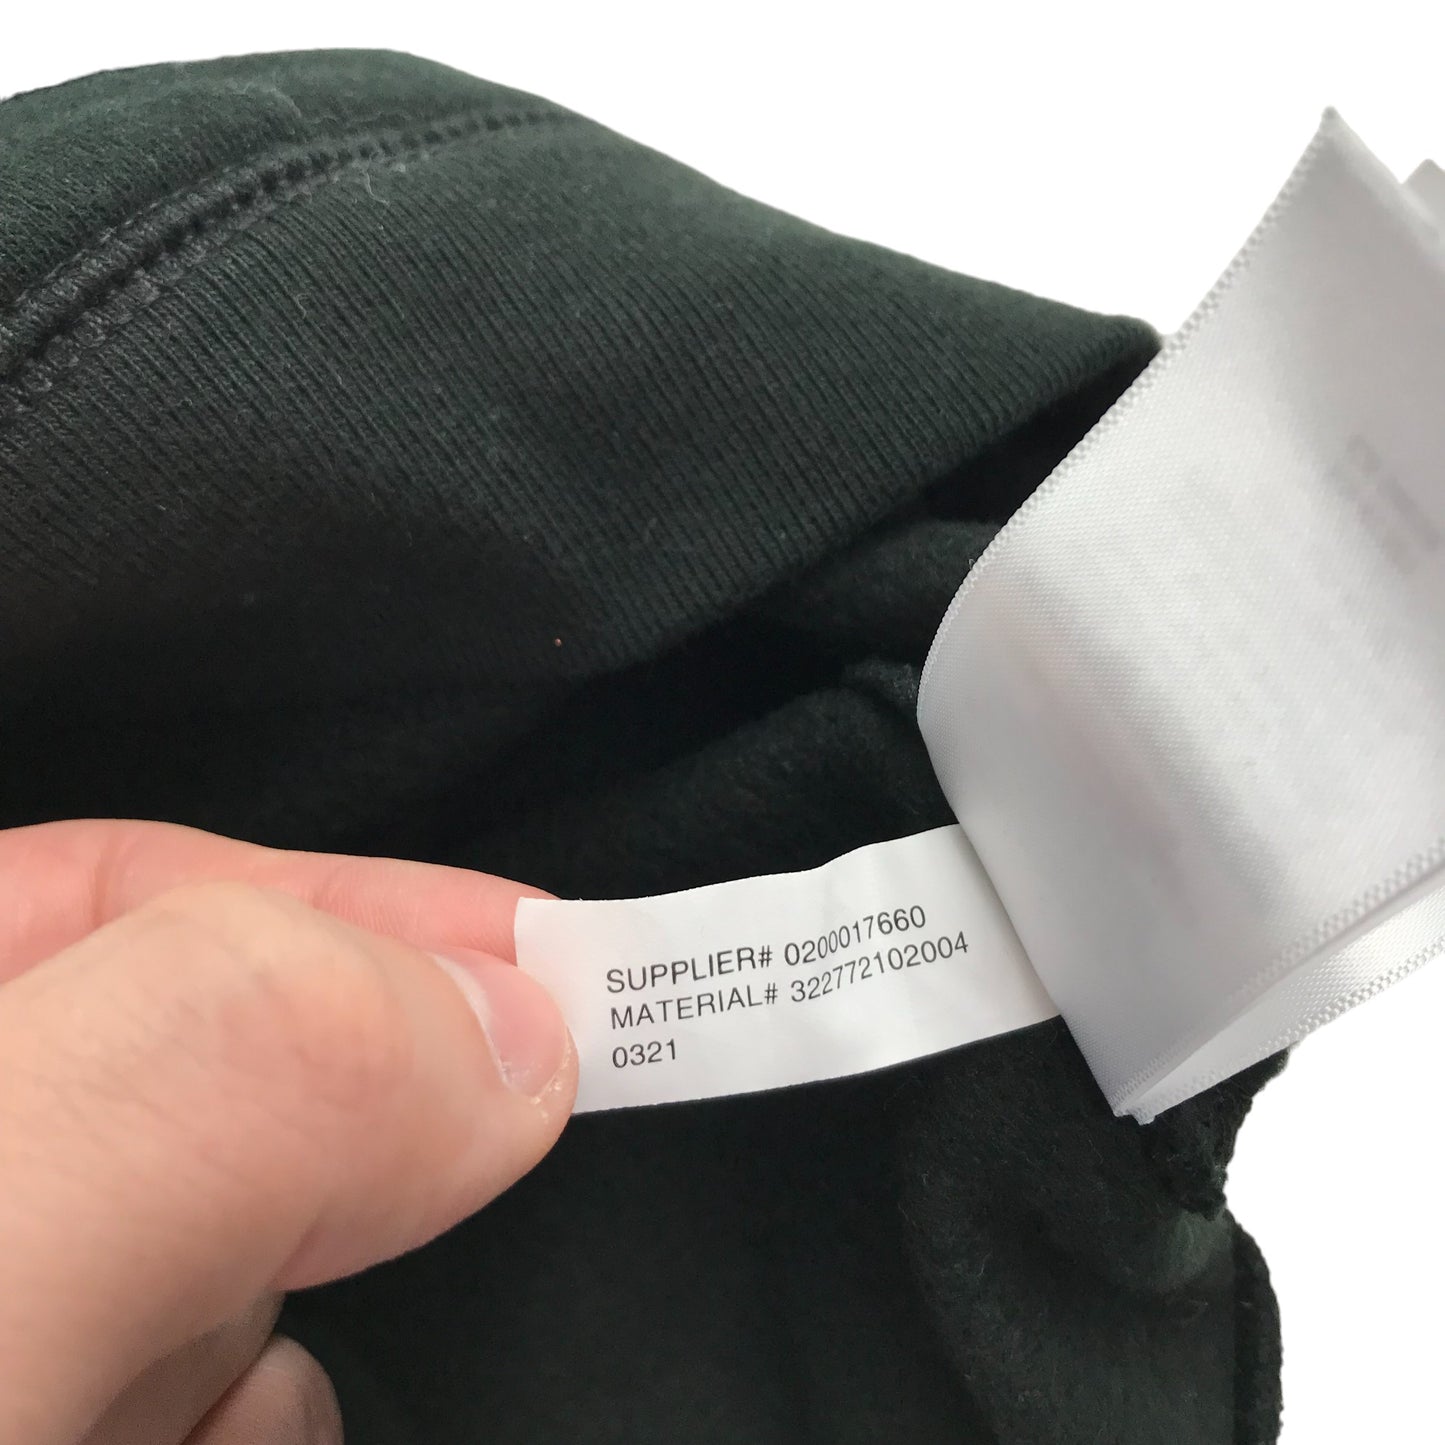 SUPPLIER# 0200017660
MATERIAL# 322772102004
0321